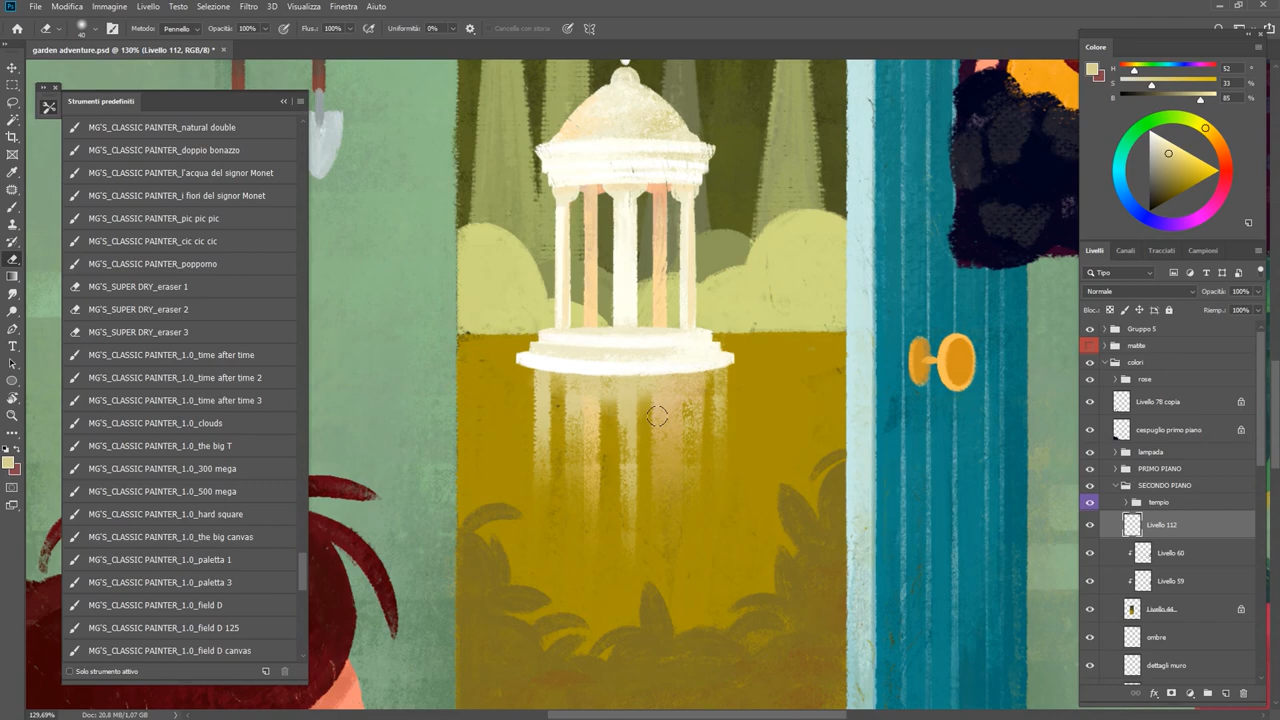 Ps File Modifica Immagine Livello Testo Selezione Filtro 3D Visualizza Finestra Aiuto
40 Metodo: Pennello Opacità: 100% Flus.: 100% Uniformità: 0% Cancella con storia
garden adventure.psd @ 130% (Livello 112, RGB/8) *
Strumenti predefiniti
MG'S_CLASSIC PAINTER_natural double
MG'S_CLASSIC PAINTER_doppio bonazzo
MG'S_CLASSIC PAINTER_l'acqua del signor Monet
MG'S_CLASSIC PAINTER_i fiori del signor Monet
MG'S_CLASSIC PAINTER_pic pic pic
MG'S_CLASSIC PAINTER_cic cic cic
MG'S_CLASSIC PAINTER_poppomo
MG'S_SUPER DRY_eraser 1
MG'S_SUPER DRY_eraser 2
MG'S_SUPER DRY_eraser 3
MG'S_CLASSIC PAINTER_1.0_time after time
MG'S_CLASSIC PAINTER_1.0_time after time 2
MG'S_CLASSIC PAINTER_1.0_time after time 3
MG'S_CLASSIC PAINTER_1.0_clouds
MG'S_CLASSIC PAINTER_1.0_the big T
MG'S_CLASSIC PAINTER_1.0_300 mega
MG'S_CLASSIC PAINTER_1.0_500 mega
MG'S_CLASSIC PAINTER_1.0_hard square
MG'S_CLASSIC PAINTER_1.0_the big canvas
MG'S_CLASSIC PAINTER_1.0_paletta 1
MG'S_CLASSIC PAINTER_1.0_paletta 3
MG'S_CLASSIC PAINTER_1.0_field D
MG'S_CLASSIC PAINTER_1.0_field D 125
MG'S_CLASSIC PAINTER_1.0_field D canvas
Solo strumento attivo
129,69% Doc: 20,8 MB/1,07 GB
Colore
H 52 °
S 33 %
B 85 %
Livelli Canali Tracciati Campioni
Tipo
Normale Opacità: 100%
Bloc.: Riemp.: 100%
Gruppo 5
matite
colori
rose
Livello 78 copia
cespuglio primo piano
lampada
PRIMO PIANO
SECONDO PIANO
tempio
Livello 112
Livello 60
Livello 59
Livello 44...
ombre
dettagli muro